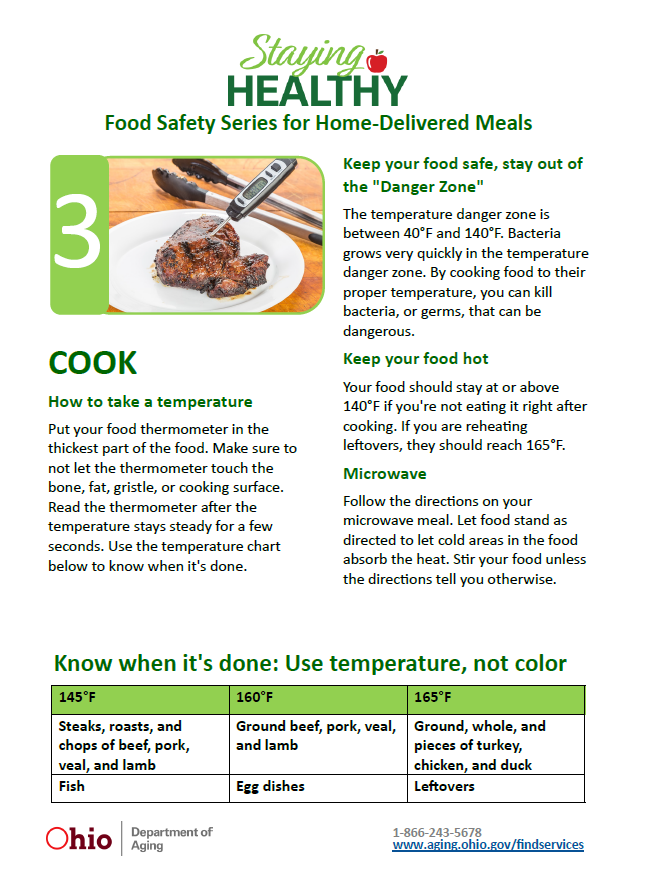 Staying
HEALTHY
Food Safety Series for Home-Delivered Meals
3
COOK
How to take a temperature
Put your food thermometer in the
thickest part of the food. Make sure to
not let the thermometer touch the
bone, fat, gristle, or cooking surface.
Read the thermometer after the
temperature stays steady for a few
seconds. Use the temperature chart
below to know when it's done.
Keep your food safe, stay out of
the "Danger Zone"
The temperature danger zone is
between 40°F and 140°F. Bacteria
grows very quickly in the temperature
danger zone. By cooking food to their
proper temperature, you can kill
bacteria, or germs, that can be
dangerous.
Keep your food hot
Your food should stay at or above
140°F if you're not eating it right after
cooking. If you are reheating
leftovers, they should reach 165°F.
Microwave
Follow the directions on your
microwave meal. Let food stand as
directed to let cold areas in the food
absorb the heat. Stir your food unless
the directions tell you otherwise.
Know when it's done: Use temperature, not color
145°F
160°F
165°F
Steaks, roasts, and
chops of beef, pork,
veal, and lamb
Ground beef, pork, veal,
and lamb
Ground, whole, and
pieces of turkey,
chicken, and duck
Fish
Egg dishes
Leftovers
Ohio
Department of
Aging
1-866-243-5678
www.aging.ohio.gov/findservices